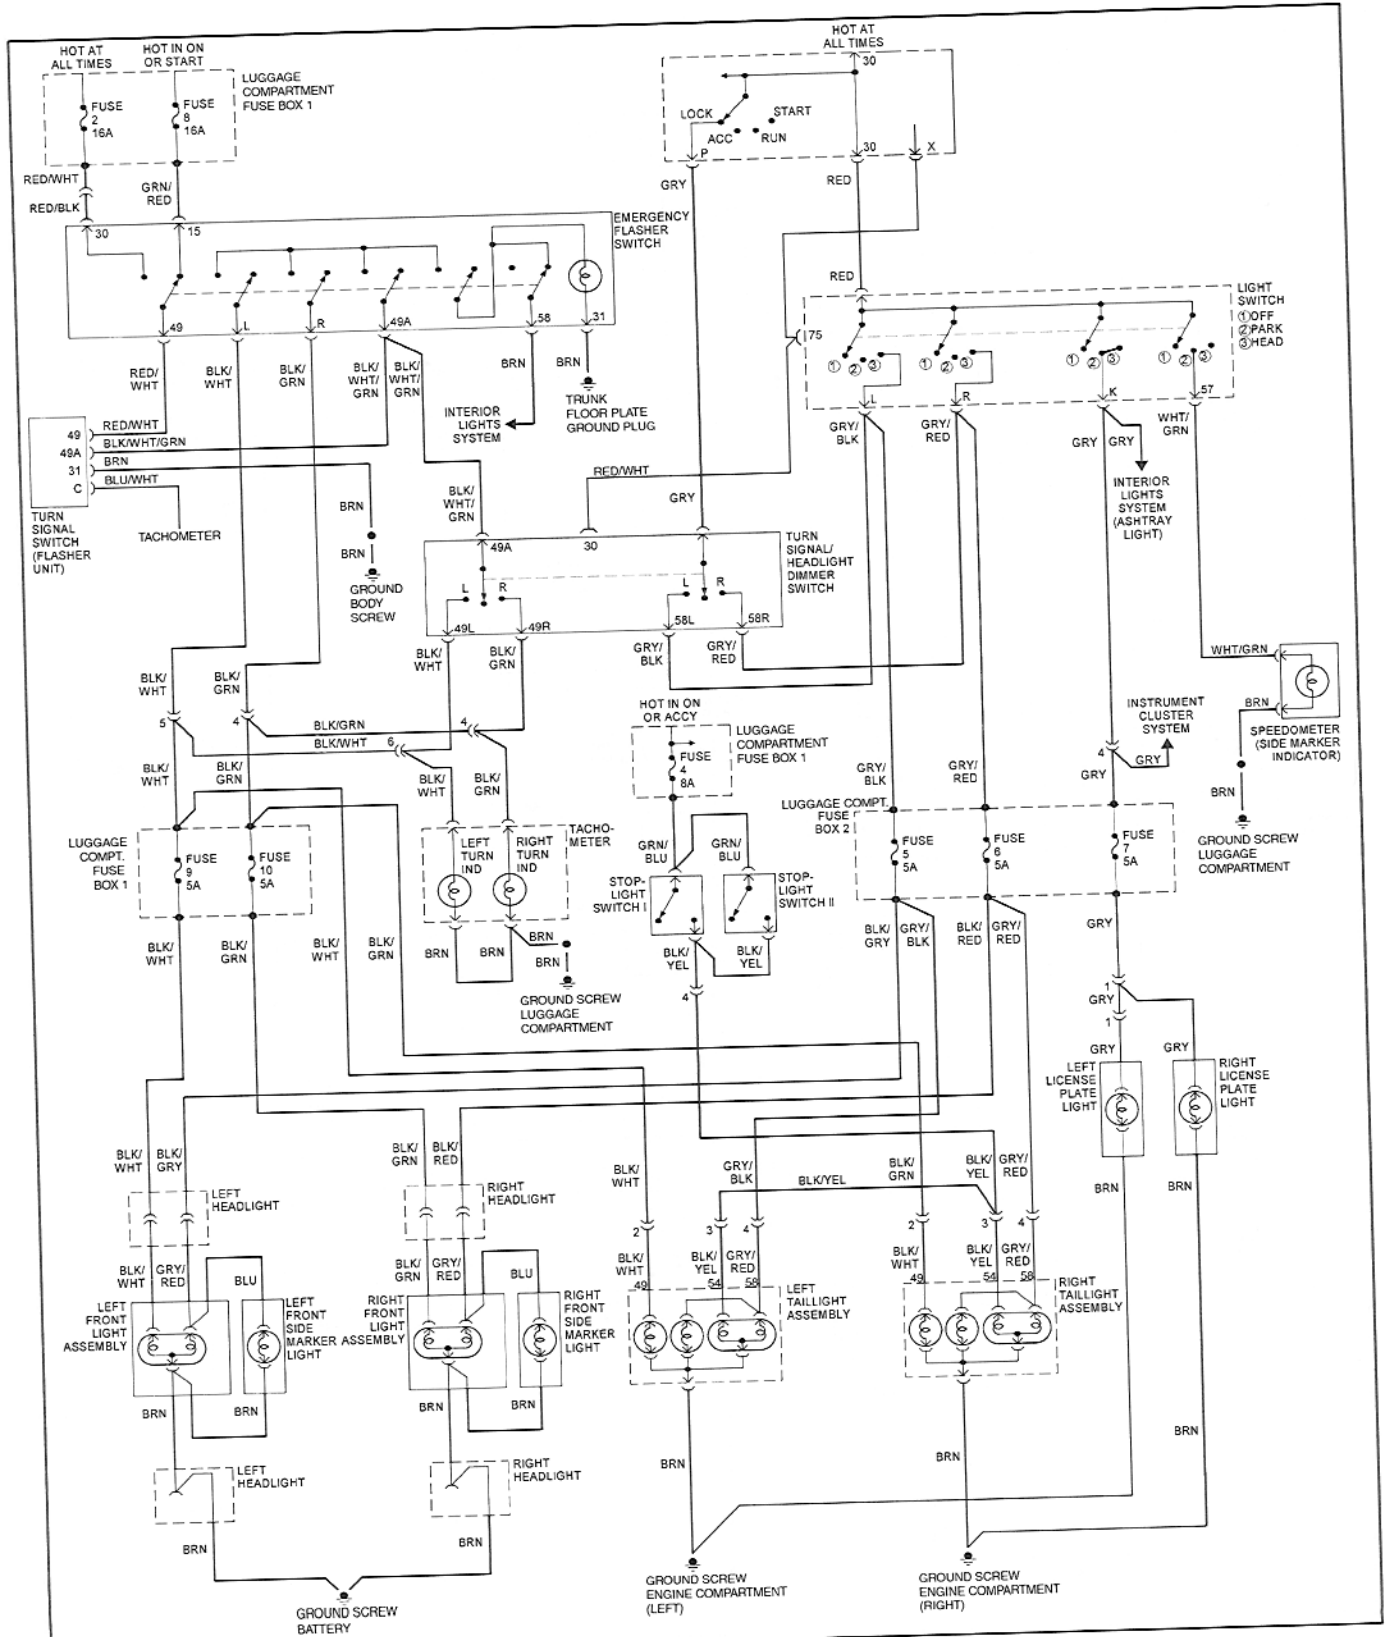 HOT AT
ALL TIMES
HOT IN ON
OR START
LUGGAGE
COMPARTMENT
FUSE BOX 1
FUSE
2
16A
FUSE
8
16A
RED/WHT
RED/BLK
GRN/
RED
HOT AT
ALL TIMES
30
LOCK
START
ACC
RUN
P
30
X
GRY
RED
RED
EMERGENCY
FLASHER
SWITCH
30
15
49
L
R
49A
58
31
RED/
WHT
BLK/
WHT
BLK/
GRN
BLK/
WHT/
GRN
BLK/
WHT/
GRN
BRN
BRN
INTERIOR
LIGHTS
SYSTEM
TRUNK
FLOOR PLATE
GROUND PLUG
LIGHT
SWITCH
①OFF
②PARK
③HEAD
75
① ② ③
① ② ③
① ② ③
① ② ③
L
R
K
57
GRY/
BLK
GRY/
RED
GRY
GRY
WHT/
GRN
INTERIOR
LIGHTS
SYSTEM
(ASHTRAY
LIGHT)
49
49A
31
C
RED/WHT
BLK/WHT/GRN
BRN
BLU/WHT
TURN
SIGNAL
SWITCH
(FLASHER
UNIT)
TACHOMETER
BRN
BRN
GROUND
BODY
SCREW
RED/WHT
BLK/
WHT/
GRN
GRY
49A
30
TURN
SIGNAL/
HEADLIGHT
DIMMER
SWITCH
L
R
L
R
49L
49R
58L
58R
BLK/
WHT
BLK/
GRN
GRY/
BLK
GRY/
RED
BLK/
WHT
BLK/
GRN
5
4
BLK/GRN
4
BLK/WHT
6
BLK/
WHT
BLK/
GRN
BLK/
WHT
BLK/
GRN
HOT IN ON
OR ACCY
LUGGAGE
COMPARTMENT
FUSE BOX 1
FUSE
4
8A
WHT/GRN
BRN
SPEEDOMETER
(SIDE MARKER
INDICATOR)
BRN
GROUND SCREW
LUGGAGE
COMPARTMENT
INSTRUMENT
CLUSTER
SYSTEM
4
GRY
GRY
GRY/
BLK
GRY/
RED
LUGGAGE COMPT.
FUSE
BOX 2
FUSE
5
5A
FUSE
6
5A
FUSE
7
5A
LUGGAGE
COMPT.
FUSE
BOX 1
FUSE
9
5A
FUSE
10
5A
TACHO-
METER
LEFT
TURN
IND
RIGHT
TURN
IND
GRN/
BLU
GRN/
BLU
STOP-
LIGHT
SWITCH I
STOP-
LIGHT
SWITCH II
BLK/
WHT
BLK/
GRN
BLK/
WHT
BLK/
GRN
BRN
BRN
BRN
BRN
GROUND SCREW
LUGGAGE
COMPARTMENT
BLK/
YEL
BLK/
YEL
4
BLK/
GRY
GRY/
BLK
BLK/
RED
GRY/
RED
GRY
1
GRY
1
GRY
GRY
LEFT
LICENSE
PLATE
LIGHT
RIGHT
LICENSE
PLATE
LIGHT
BRN
BRN
BLK/
WHT
BLK/
GRY
LEFT
HEADLIGHT
BLK/
GRN
BLK/
RED
RIGHT
HEADLIGHT
BLK/
WHT
GRY/
BLK
BLK/YEL
BLK/
GRN
BLK/
YEL
GRY/
RED
2
3
4
2
3
4
BLK/
WHT
GRY/
RED
BLU
BLK/
GRN
GRY/
RED
BLU
BLK/
WHT
BLK/
YEL
GRY/
RED
BLK/
WHT
BLK/
YEL
GRY/
RED
49
54
58
49
54
58
LEFT
FRONT
LIGHT
ASSEMBLY
LEFT
FRONT
SIDE
MARKER
LIGHT
RIGHT
FRONT
LIGHT
ASSEMBLY
RIGHT
FRONT
SIDE
MARKER
LIGHT
LEFT
TAILLIGHT
ASSEMBLY
RIGHT
TAILLIGHT
ASSEMBLY
BRN
BRN
BRN
BRN
BRN
BRN
BRN
LEFT
HEADLIGHT
RIGHT
HEADLIGHT
BRN
BRN
GROUND SCREW
BATTERY
GROUND SCREW
ENGINE COMPARTMENT
(LEFT)
GROUND SCREW
ENGINE COMPARTMENT
(RIGHT)